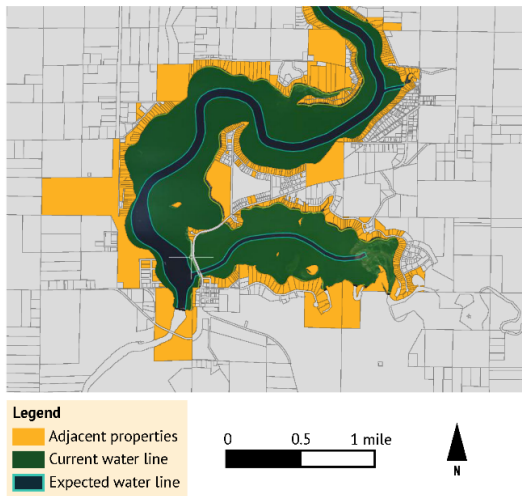 Legend
Adjacent properties
Current water line
Expected water line
0 0.5 1 mile
N